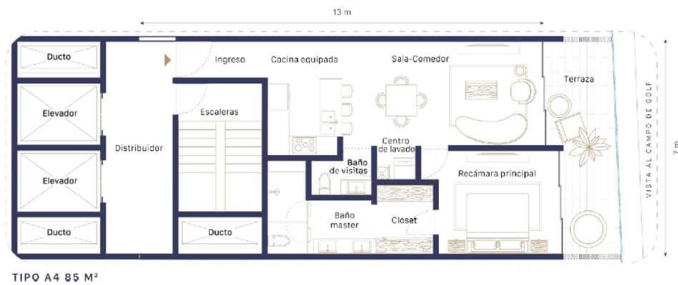 13 m
Ducto
Ingreso
Cocina equipada
Sala-Comedor
Terraza
Elevador
Escaleras
Distribuidor
Centro
de lavado
Elevador
Baño
de visitas
Recámara principal
VISTA AL CAMPO DE GOLF
7 m
Ducto
Ducto
Baño
master
Closet
TIPO A4 85 M²